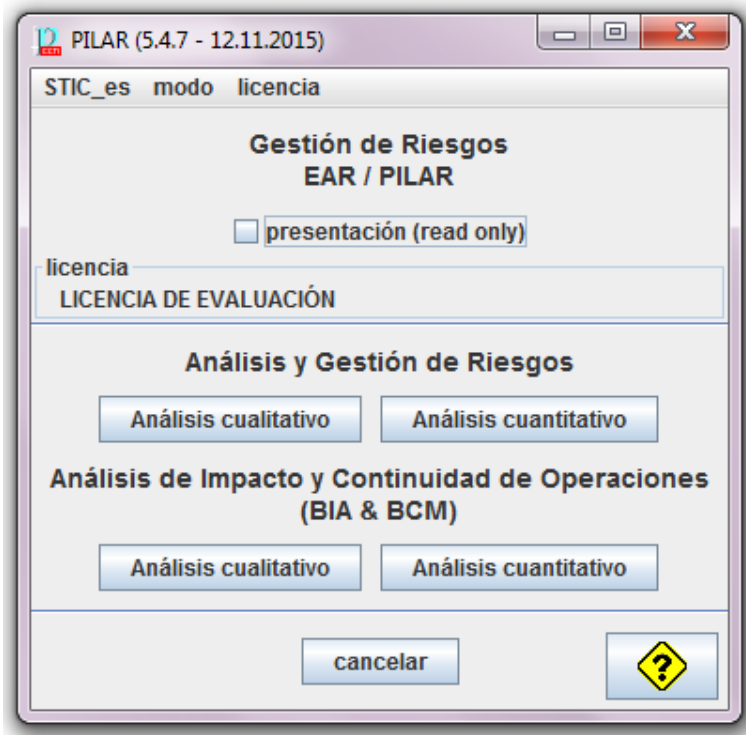 PILAR (5.4.7 - 12.11.2015)
STIC_es modo licencia
Gestión de Riesgos
EAR / PILAR
presentación (read only)
licencia
LICENCIA DE EVALUACIÓN
Análisis y Gestión de Riesgos
Análisis cualitativo Análisis cuantitativo
Análisis de Impacto y Continuidad de Operaciones
(BIA & BCM)
Análisis cualitativo Análisis cuantitativo
cancelar
?